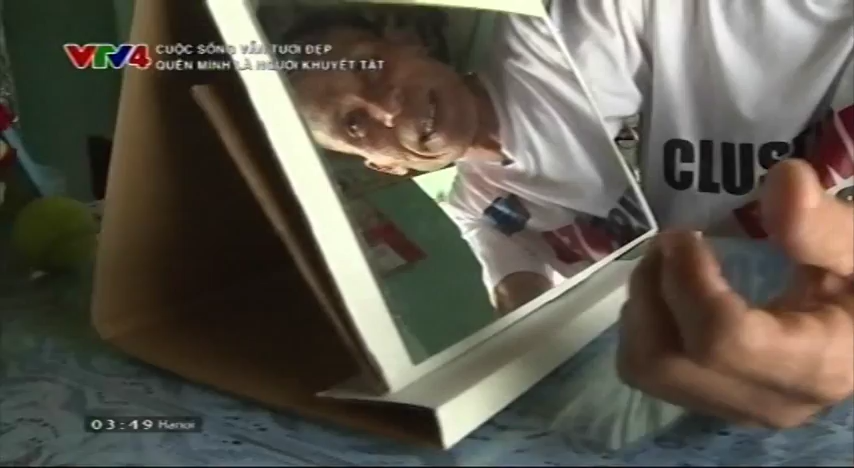 VTV4
CUỘC SỐNG VẪN TƯƠI ĐẸP
QUÊN MÌNH LÀ NGƯỜI KHUYẾT TẬT
CLUS
03:49 Hanoi